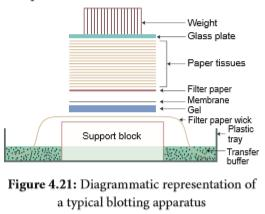 Weight
Glass plate
Paper tissues
Filter paper
Membrane
Gel
Filter paper wick
Plastic
tray
Support block
Transfer
buffer
Figure 4.21: Diagrammatic representation of
a typical blotting apparatus